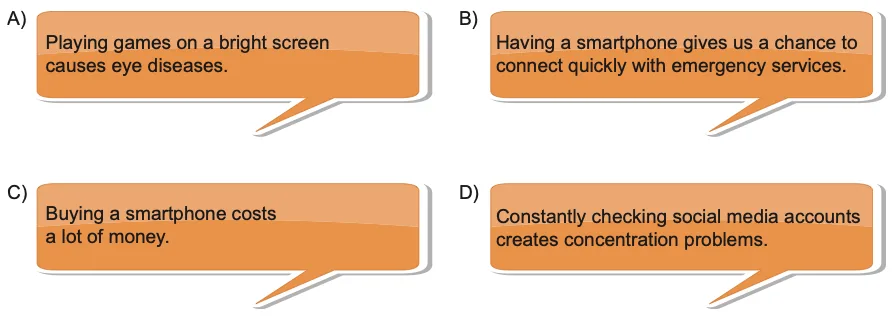 A)
Playing games on a bright screen
causes eye diseases.
B)
Having a smartphone gives us a chance to
connect quickly with emergency services.
C)
Buying a smartphone costs
a lot of money.
D)
Constantly checking social media accounts
creates concentration problems.